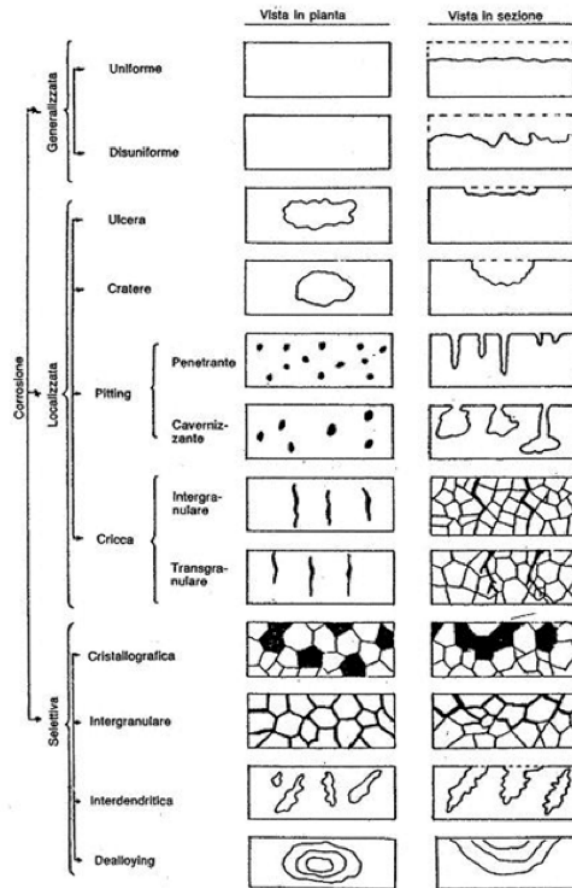 Vista in pianta
Vista in sezione
Corrosione
Generalizzata
Uniforme
Disuniforme
Localizzata
Ulcera
Cratere
Pitting
Penetrante
Caverniz-
zante
Cricca
Intergra-
nulare
Transgra-
nulare
Selettiva
Cristallografica
Intergranulare
Interdendritica
Dealloying